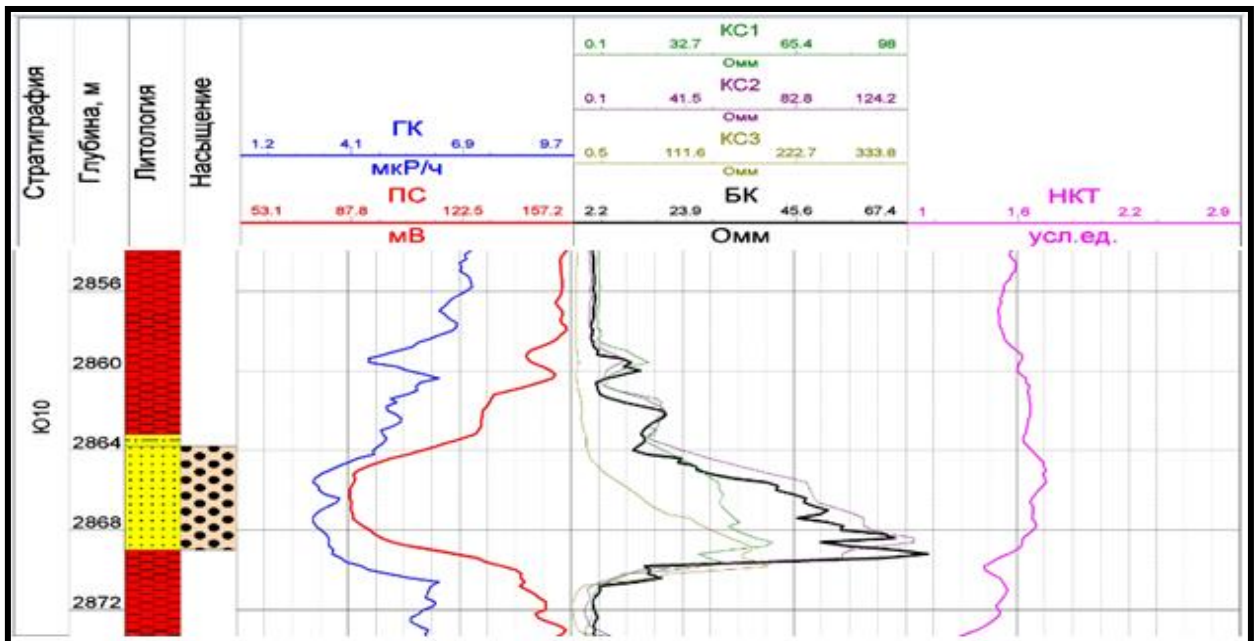 КС1
0.1 32.7 65.4 98
Омм
КС2
0.1 41.5 82.8 124.2
Омм
КС3
0.5 111.6 222.7 333.8
Омм
Стратиграфия
Глубина, м
Литология
Насыщение
ГК
1.2 4.1 6.9 9.7
мкР/ч
ПС
53.1 87.8 122.5 157.2
мВ
БК
2.2 23.9 45.6 67.4
Омм
НКТ
1 1.6 2.2 2.9
усл.ед.
2856
2860
Ю10
2864
2868
2872